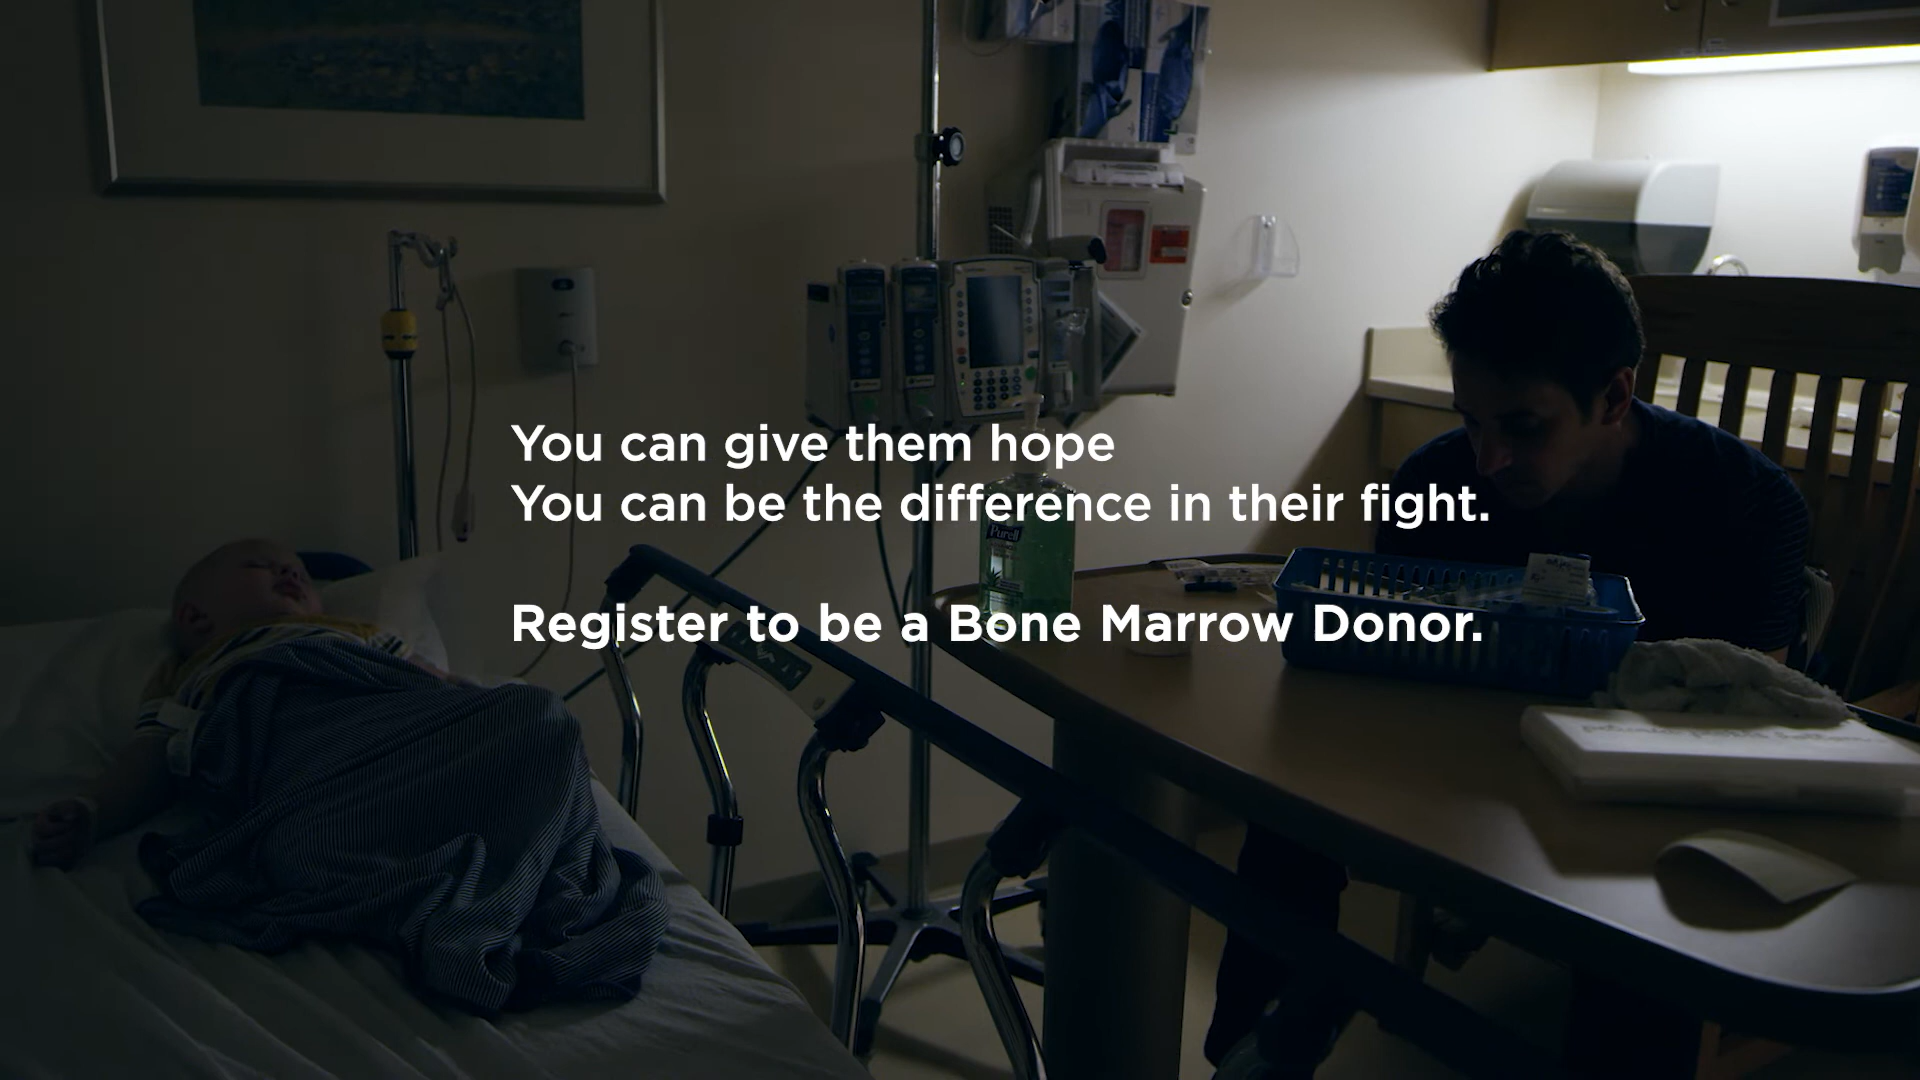 You can give them hope
You can be the difference in their fight.
Register to be a Bone Marrow Donor.
Purell